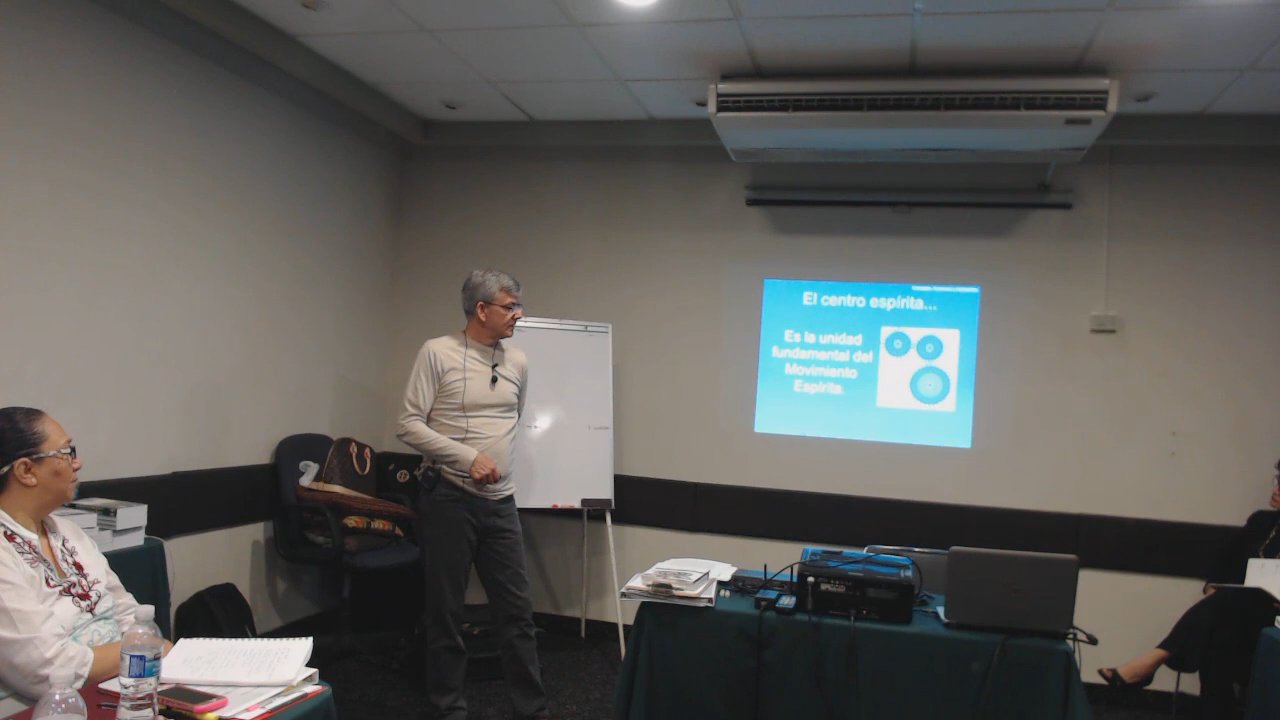 El centro espírita...
Es la unidad
fundamental del
Movimiento
Espírita.